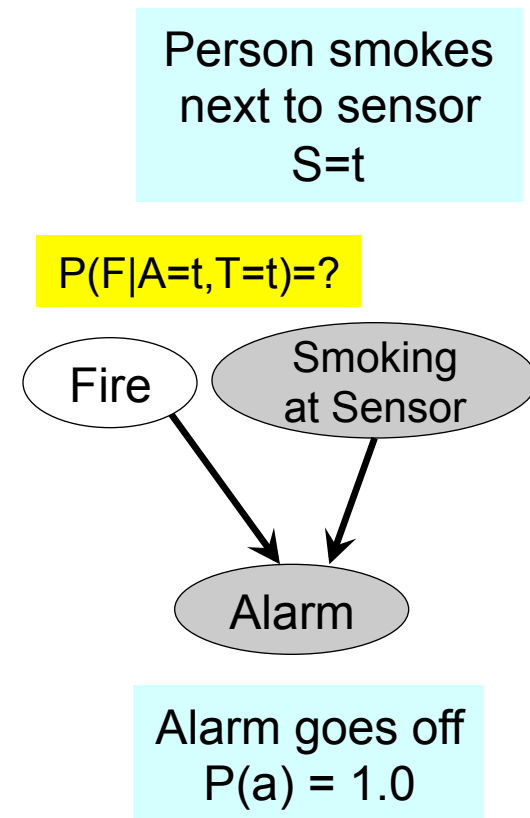 Person smokes
next to sensor
S=t
P(F|A=t,T=t)=?
Fire
Smoking
at Sensor
Alarm
Alarm goes off
P(a) = 1.0